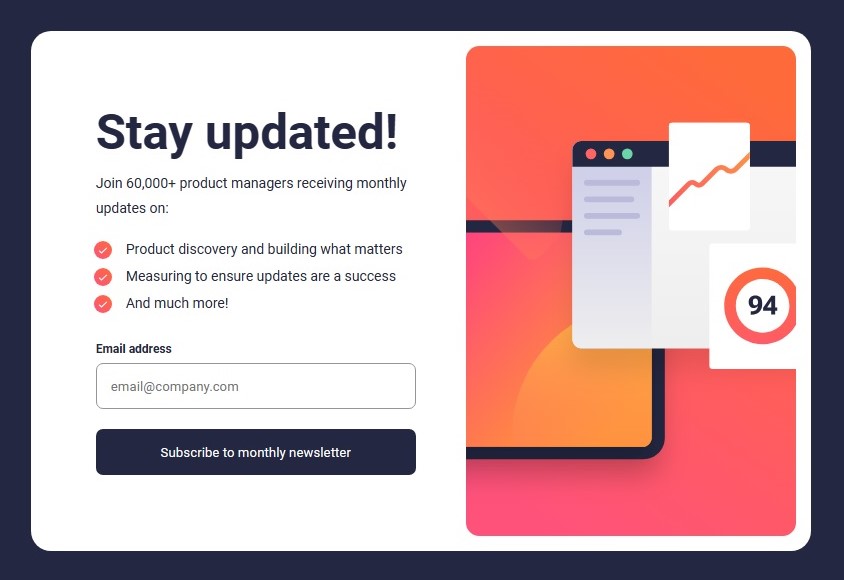 Stay updated!
Join 60,000+ product managers receiving monthly
updates on:
Product discovery and building what matters
Measuring to ensure updates are a success
And much more!
Email address
email@company.com
Subscribe to monthly newsletter
94